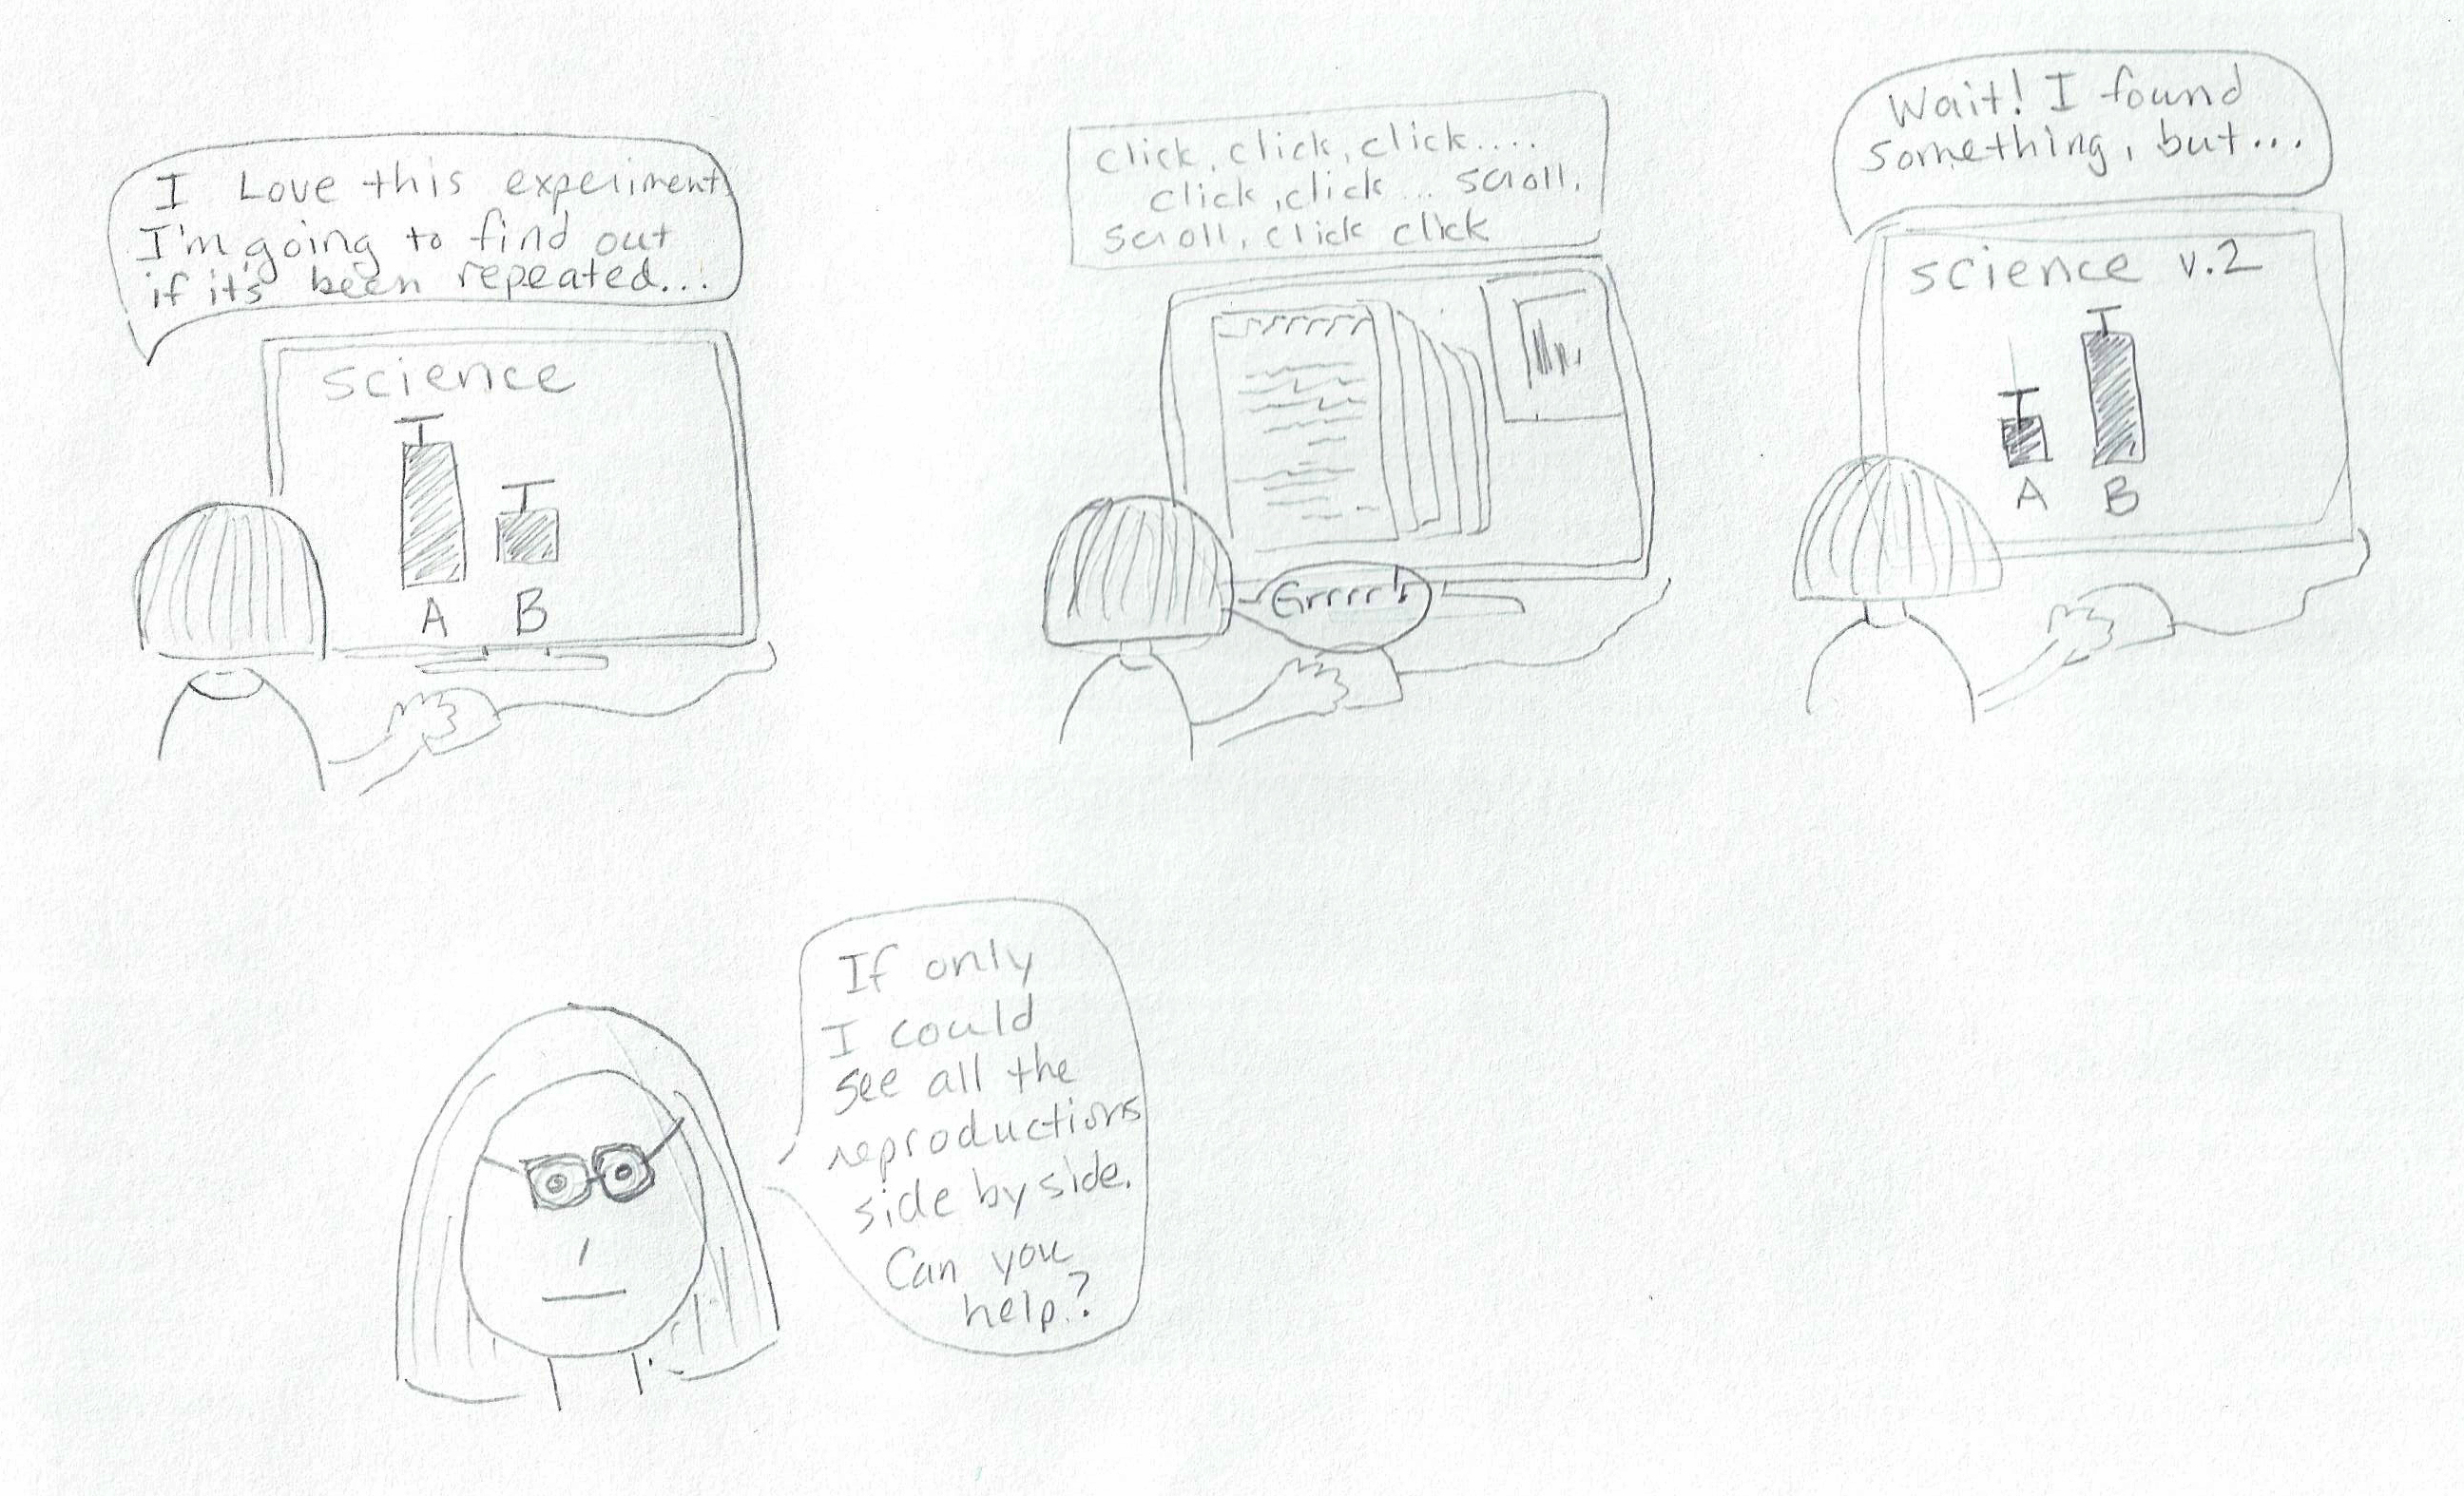 I Love this experiment
I'm going to find out
if it's been repeated...
science
A B
click, click, click....
click, click... scroll,
scroll, click click
Grrrr!
Wait! I found
something, but...
science v.2
A B
If only
I could
see all the
reproductions
side by side.
Can you
help?